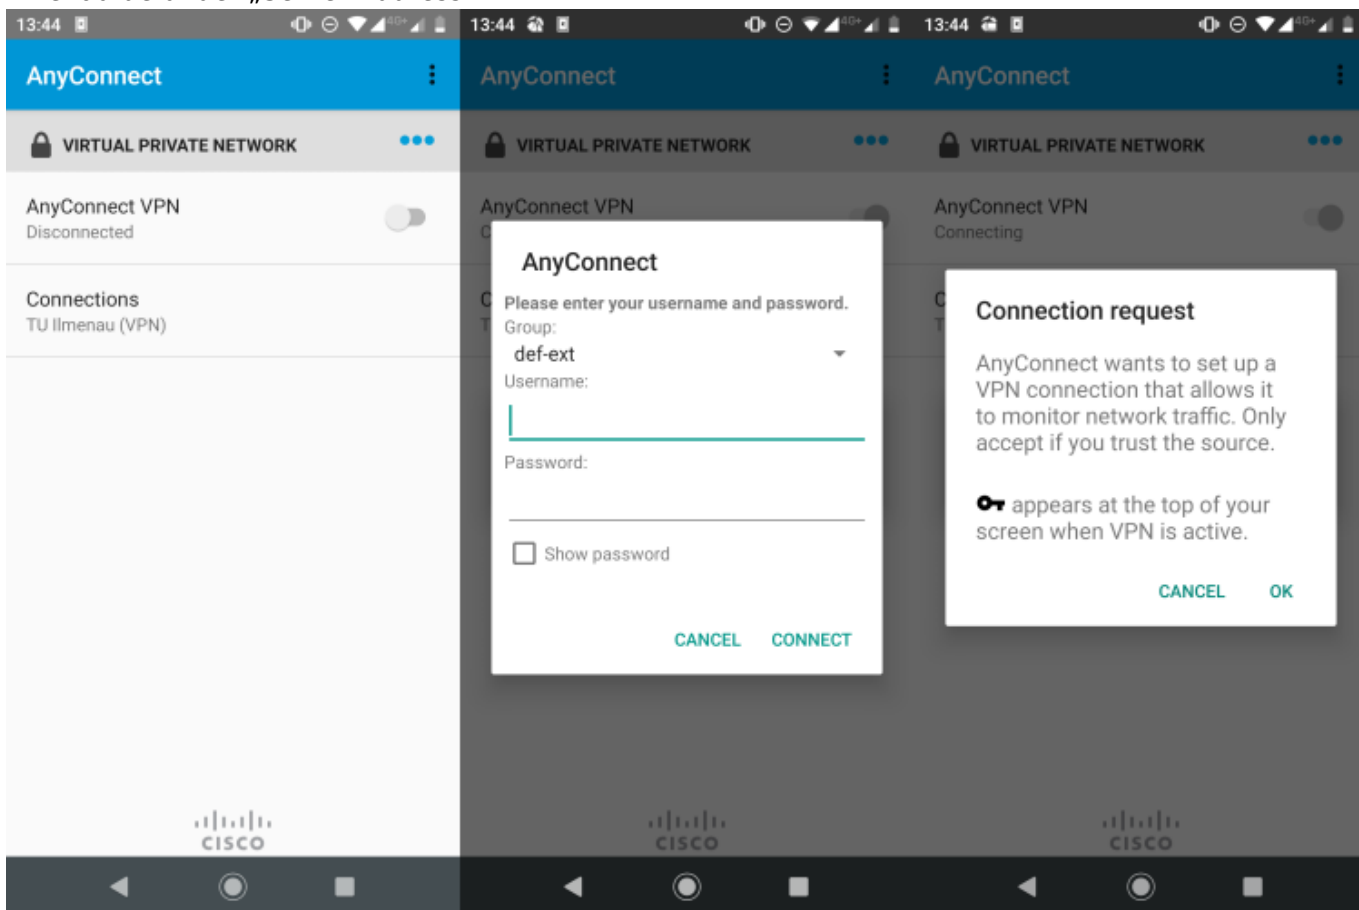 13:44
4G+
AnyConnect
VIRTUAL PRIVATE NETWORK
AnyConnect VPN
Disconnected
Connections
TU Ilmenau (VPN)
CISCO
13:44
4G+
AnyConnect
VIRTUAL PRIVATE NETWORK
AnyConnect VPN
C
AnyConnect
Please enter your username and password.
Group:
def-ext
Username:
Password:
Show password
CANCEL CONNECT
C
T
CISCO
13:44
4G+
AnyConnect
VIRTUAL PRIVATE NETWORK
AnyConnect VPN
Connecting
C
T
Connection request
AnyConnect wants to set up a
VPN connection that allows it
to monitor network traffic. Only
accept if you trust the source.
appears at the top of your
screen when VPN is active.
CANCEL OK
CISCO